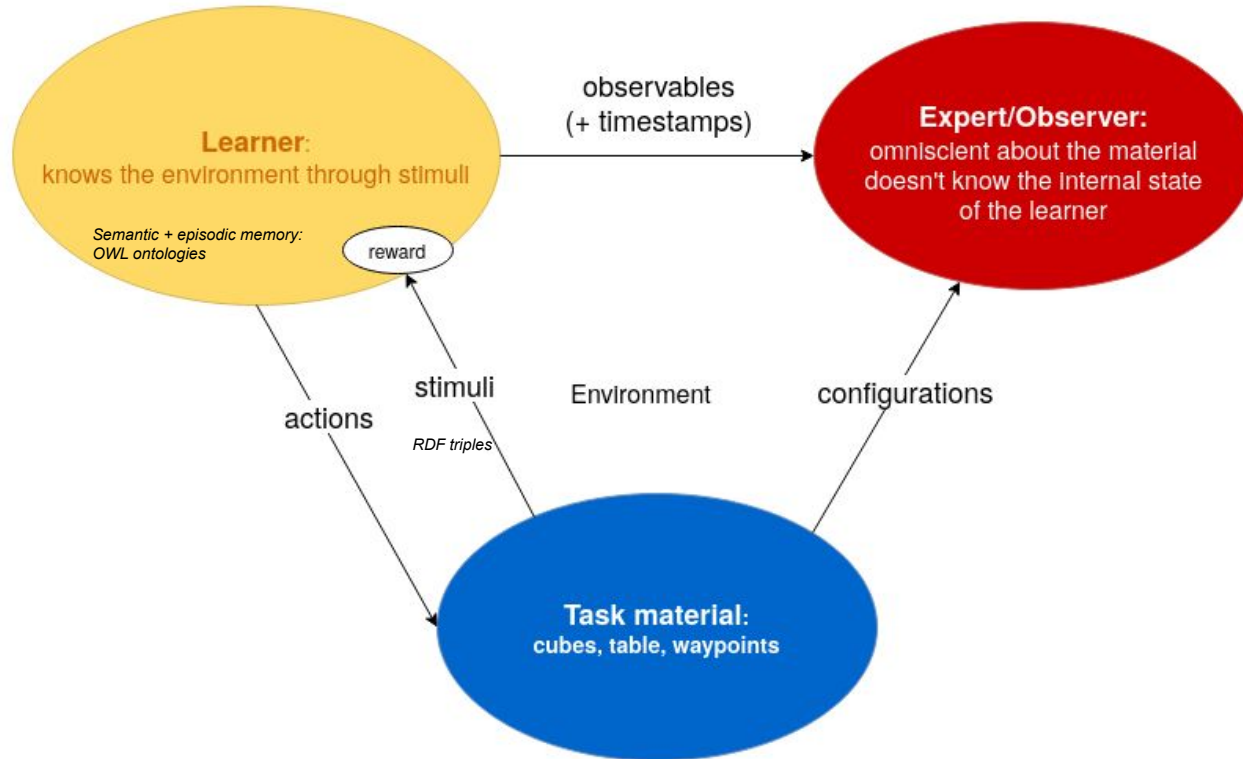 Learner:
knows the environment through stimuli
Semantic + episodic memory:
OWL ontologies
reward
observables
(+ timestamps)
Expert/Observer:
omniscient about the material
doesn't know the internal state
of the learner
actions
stimuli
RDF triples
Environment
configurations
Task material:
cubes, table, waypoints